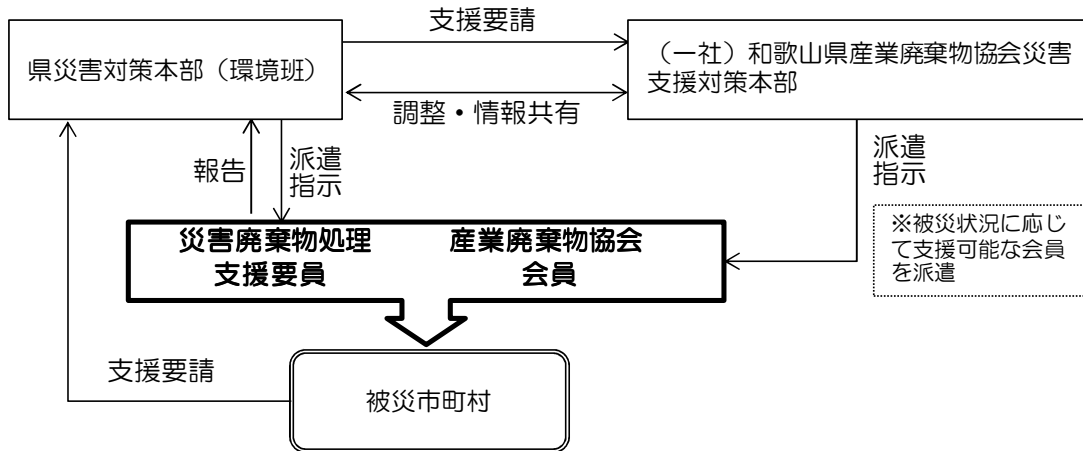 支援要請
県災害対策本部（環境班）
（一社）和歌山県産業廃棄物協会災害
支援対策本部
調整・情報共有
報告
派遣
指示
派遣
指示
災害廃棄物処理
支援要員
産業廃棄物協会
会員
※被災状況に応じ
て支援可能な会員
を派遣
支援要請
被災市町村